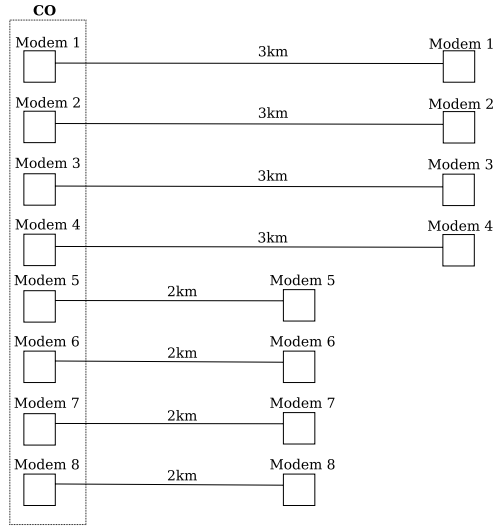 CO
Modem 1
3km
Modem 1
Modem 2
3km
Modem 2
Modem 3
3km
Modem 3
Modem 4
3km
Modem 4
Modem 5
2km
Modem 5
Modem 6
2km
Modem 6
Modem 7
2km
Modem 7
Modem 8
2km
Modem 8